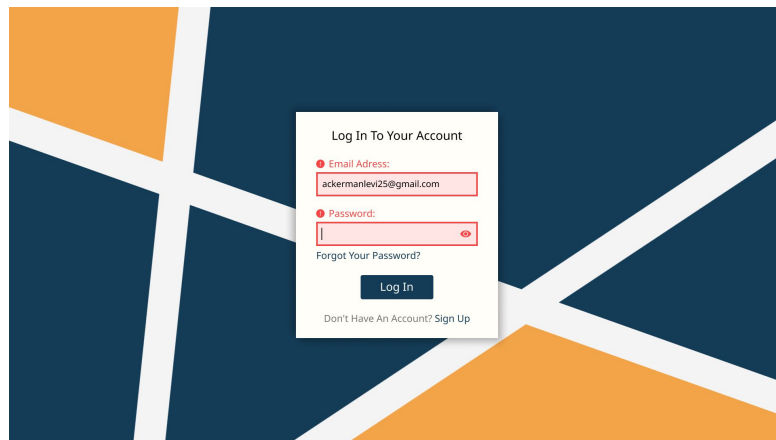 Log In To Your Account
Email Adress:
ackermanlevi25@gmail.com
Password:
Forgot Your Password?
Log In
Don't Have An Account? Sign Up